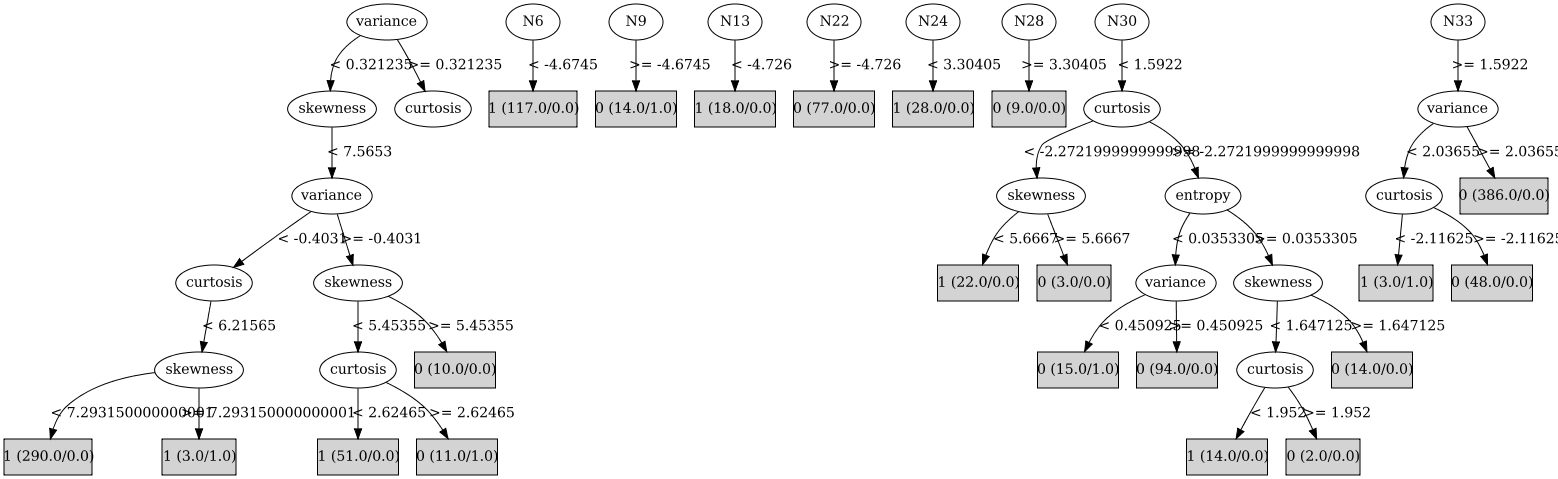 variance N6 N9 N13 N22 N24 N28 N30 N33
< 0.321235 >= 0.321235 < -4.6745 >= -4.6745 < -4.726 >= -4.726 < 3.30405 >= 3.30405 < 1.5922 >= 1.5922
skewness curtosis 1 (117.0/0.0) 0 (14.0/1.0) 1 (18.0/0.0) 0 (77.0/0.0) 1 (28.0/0.0) 0 (9.0/0.0) curtosis variance
< 7.5653 < -2.2721999999999998 >= -2.2721999999999998 < 2.03655 >= 2.03655
variance skewness entropy curtosis 0 (386.0/0.0)
< -0.4031 >= -0.4031 < 5.6667 >= 5.6667 < 0.0353305 >= 0.0353305 < -2.11625 >= -2.11625
curtosis skewness 1 (22.0/0.0) 0 (3.0/0.0) variance skewness 1 (3.0/1.0) 0 (48.0/0.0)
< 6.21565 < 5.45355 >= 5.45355 < 0.450925 >= 0.450925 < 1.647125 >= 1.647125
skewness curtosis 0 (10.0/0.0) 0 (15.0/1.0) 0 (94.0/0.0) curtosis 0 (14.0/0.0)
< 7.293150000000001 >= 7.293150000000001 < 2.62465 >= 2.62465 < 1.952 >= 1.952
1 (290.0/0.0) 1 (3.0/1.0) 1 (51.0/0.0) 0 (11.0/1.0) 1 (14.0/0.0) 0 (2.0/0.0)